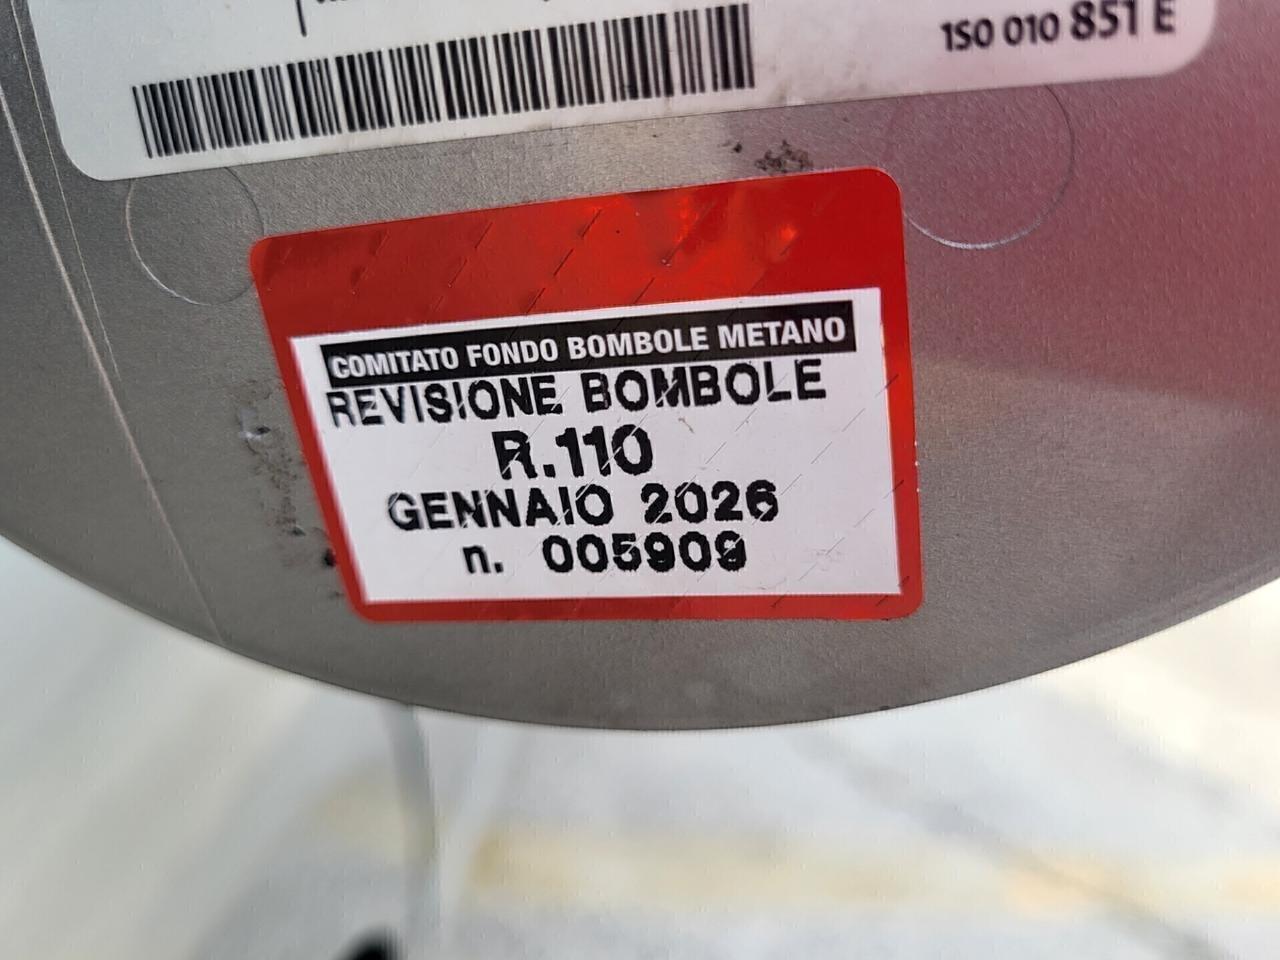 1S0 010 851 E
COMITATO FONDO BOMBOLE METANO
REVISIONE BOMBOLE
R.110
GENNAIO 2026
n. 005909